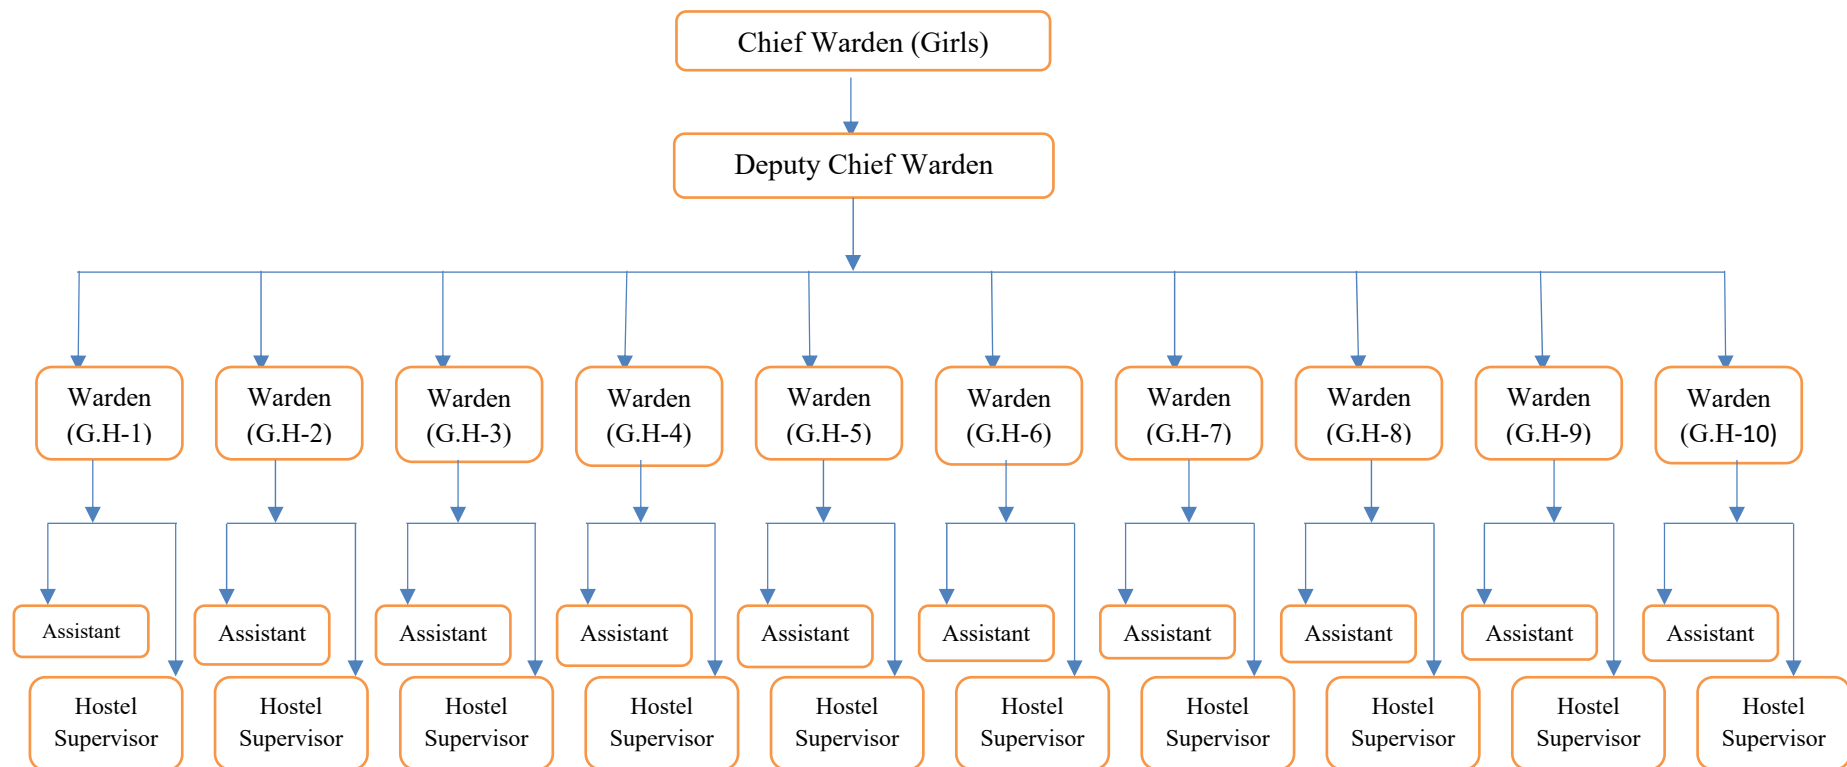 Chief Warden (Girls)
Deputy Chief Warden
Warden
(G.H-1)
Warden
(G.H-2)
Warden
(G.H-3)
Warden
(G.H-4)
Warden
(G.H-5)
Warden
(G.H-6)
Warden
(G.H-7)
Warden
(G.H-8)
Warden
(G.H-9)
Warden
(G.H-10)
Assistant
Assistant
Assistant
Assistant
Assistant
Assistant
Assistant
Assistant
Assistant
Assistant
Hostel
Supervisor
Hostel
Supervisor
Hostel
Supervisor
Hostel
Supervisor
Hostel
Supervisor
Hostel
Supervisor
Hostel
Supervisor
Hostel
Supervisor
Hostel
Supervisor
Hostel
Supervisor